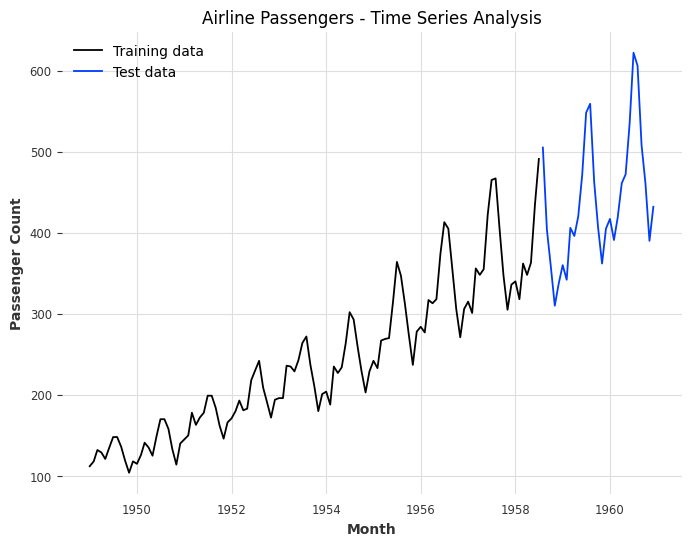 Airline Passengers - Time Series Analysis
Training data
Test data
600
500
400
300
200
100
Passenger Count
1950 1952 1954 1956 1958 1960
Month